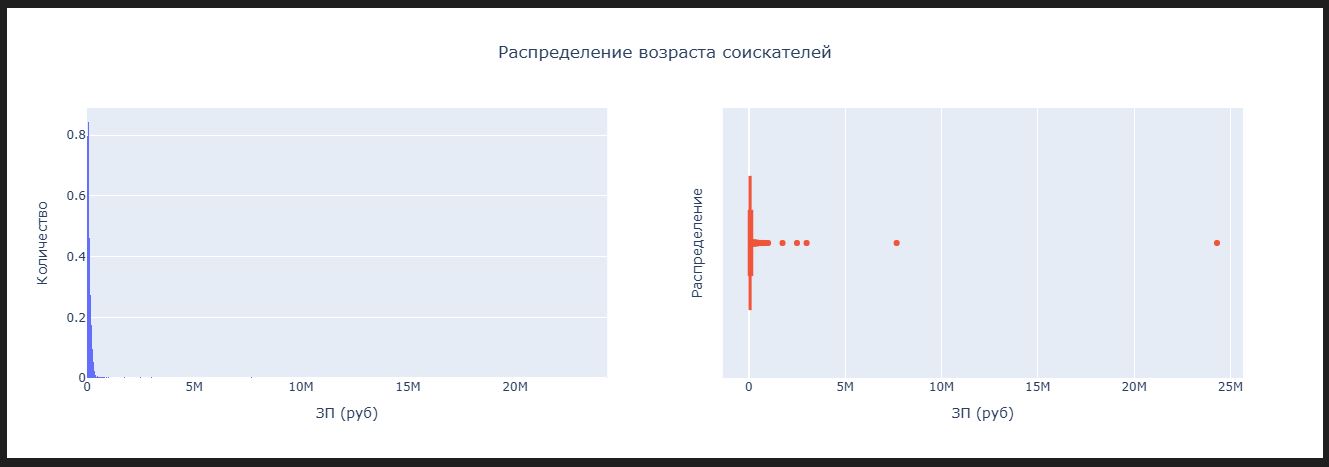 Распределение возраста соискателей
0.8
0.6
0.4
0.2
0
Количество
0 5M 10M 15M 20M
ЗП (руб)
Распределение
0 5M 10M 15M 20M 25M
ЗП (руб)